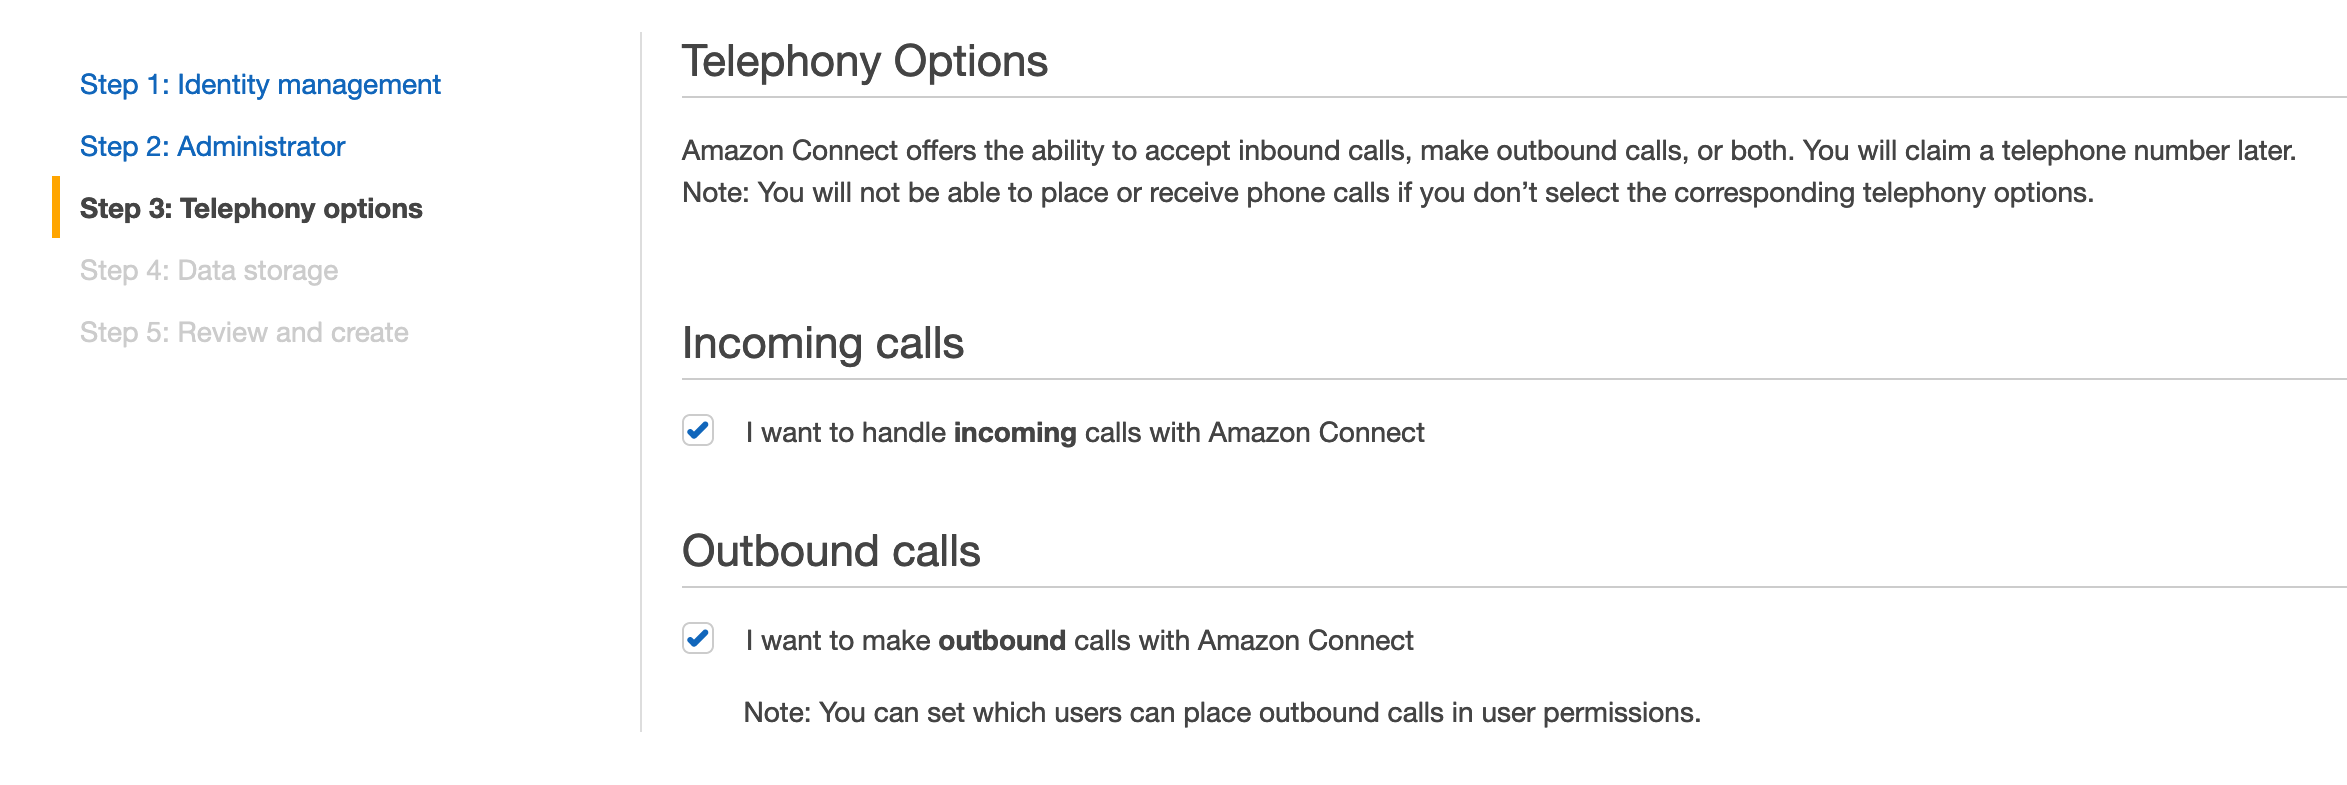 Step 1: Identity management
Step 2: Administrator
Step 3: Telephony options
Step 4: Data storage
Step 5: Review and create
Telephony Options
Amazon Connect offers the ability to accept inbound calls, make outbound calls, or both. You will claim a telephone number later.
Note: You will not be able to place or receive phone calls if you don’t select the corresponding telephony options.
Incoming calls
I want to handle incoming calls with Amazon Connect
Outbound calls
I want to make outbound calls with Amazon Connect
Note: You can set which users can place outbound calls in user permissions.